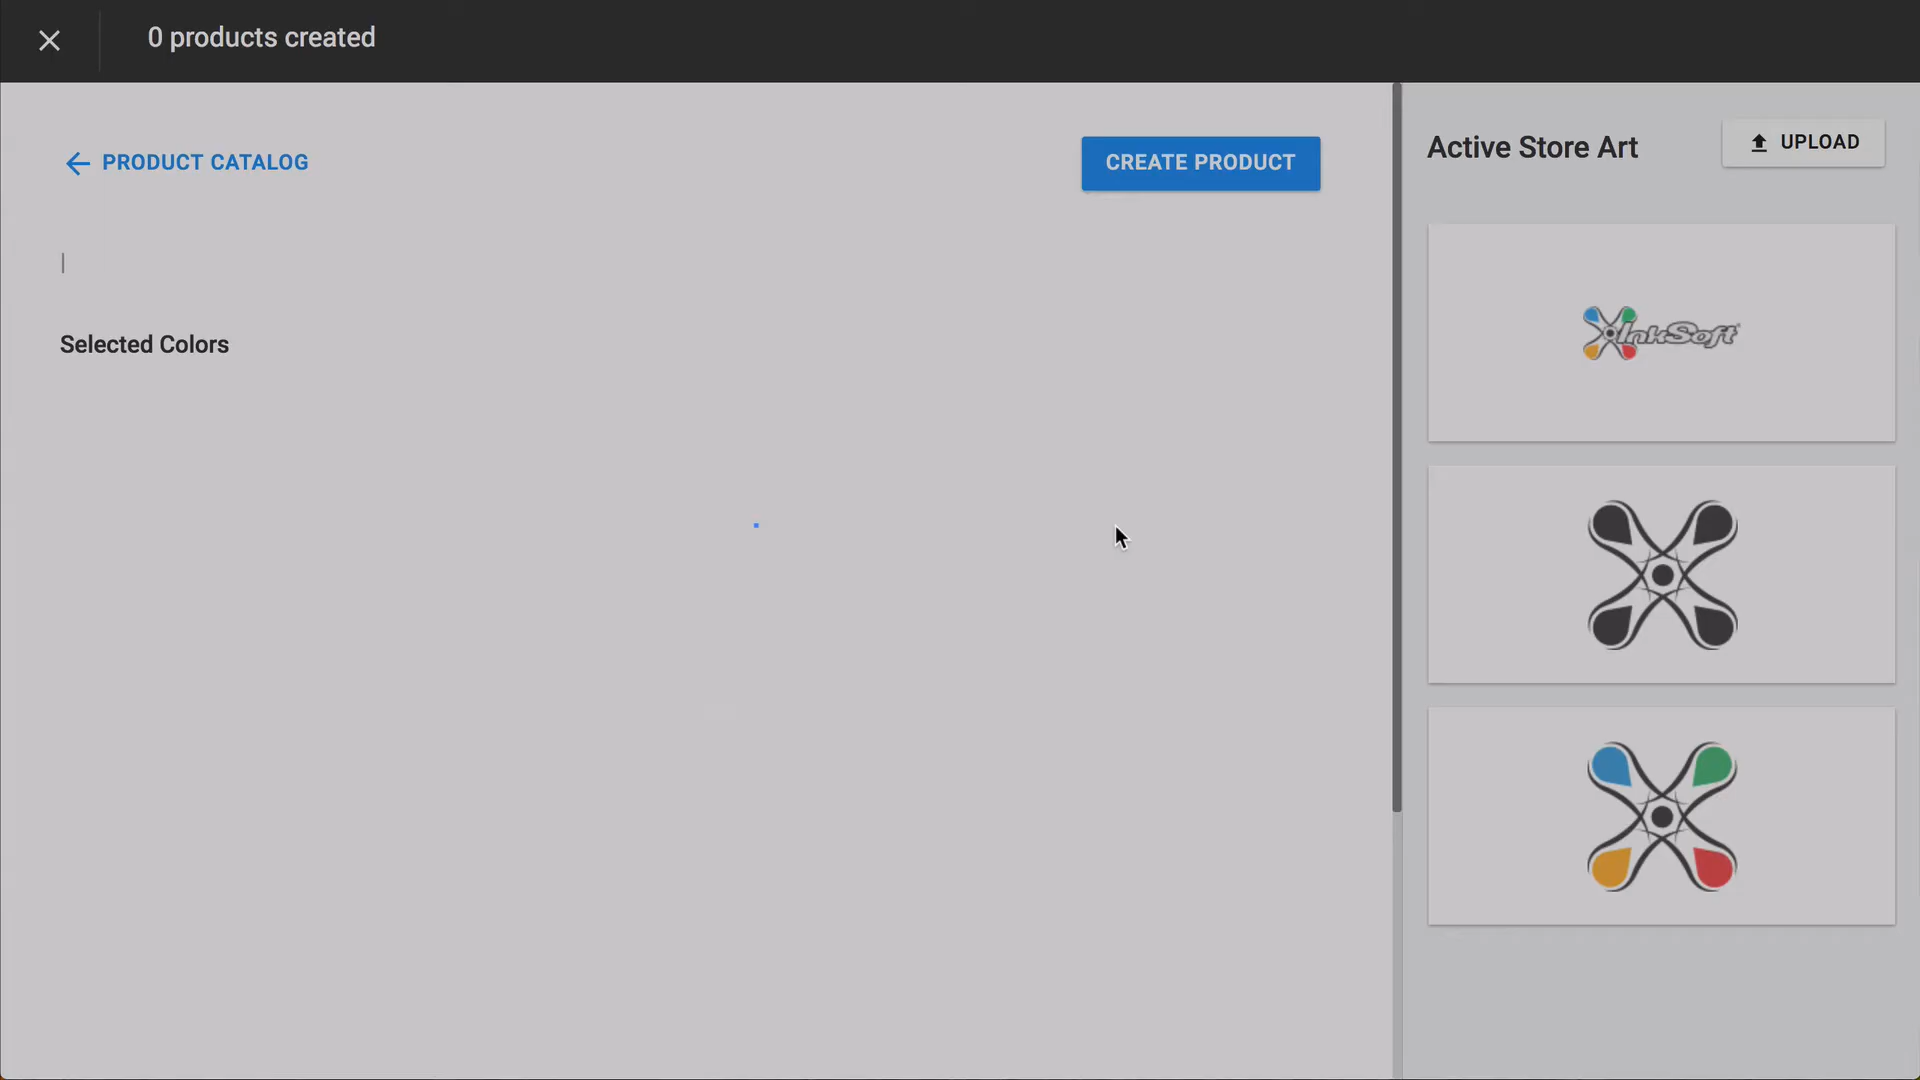 0 products created
PRODUCT CATALOG
CREATE PRODUCT
Selected Colors
Active Store Art
UPLOAD
InkSoft